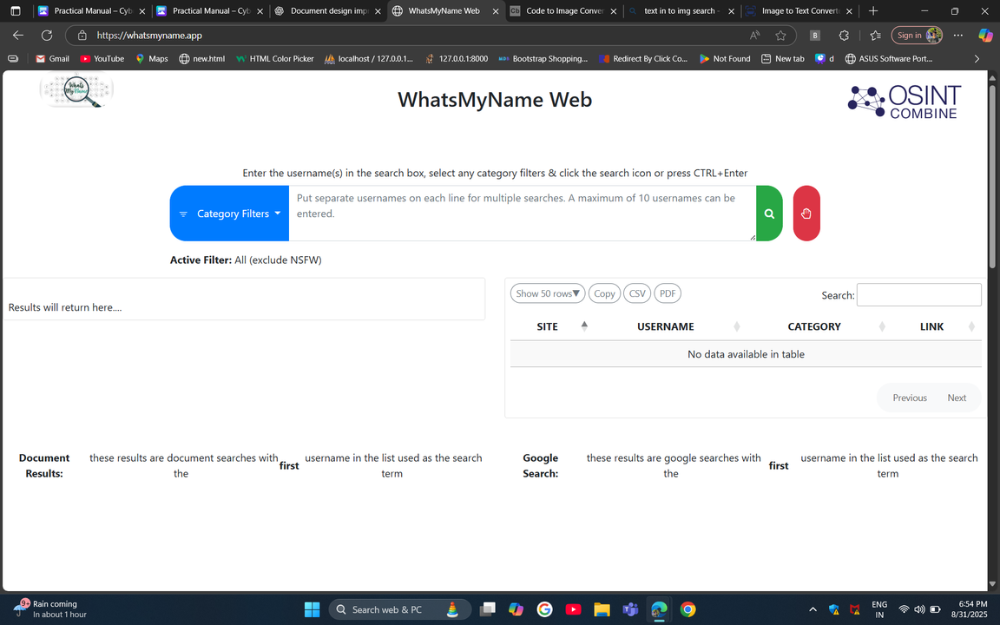 Practical Manual – Cyb
Practical Manual – Cyb
Document design imp
WhatsMyName Web
Code to Image Conver
text in to img search -
Image to Text Converte
https://whatsmyname.app
Sign in
Gmail
YouTube
Maps
new.html
HTML Color Picker
localhost / 127.0.0.1...
127.0.0.1:8000
Bootstrap Shopping...
Redirect By Click Co...
Not Found
New tab
d
ASUS Software Port...
Whats
My Name
WhatsMyName Web
OSINT
COMBINE
Enter the username(s) in the search box, select any category filters & click the search icon or press CTRL+Enter
Category Filters
Put separate usernames on each line for multiple searches. A maximum of 10 usernames can be
entered.
Active Filter: All (exclude NSFW)
Results will return here....
Show 50 rows▼ Copy CSV PDF
Search:
SITE USERNAME CATEGORY LINK
No data available in table
Previous Next
Document
Results:
these results are document searches with
the
first
username in the list used as the search
term
Google
Search:
these results are google searches with
the
first
username in the list used as the search
term
9+
Rain coming
In about 1 hour
Search web & PC
ENG
IN
6:54 PM
8/31/2025